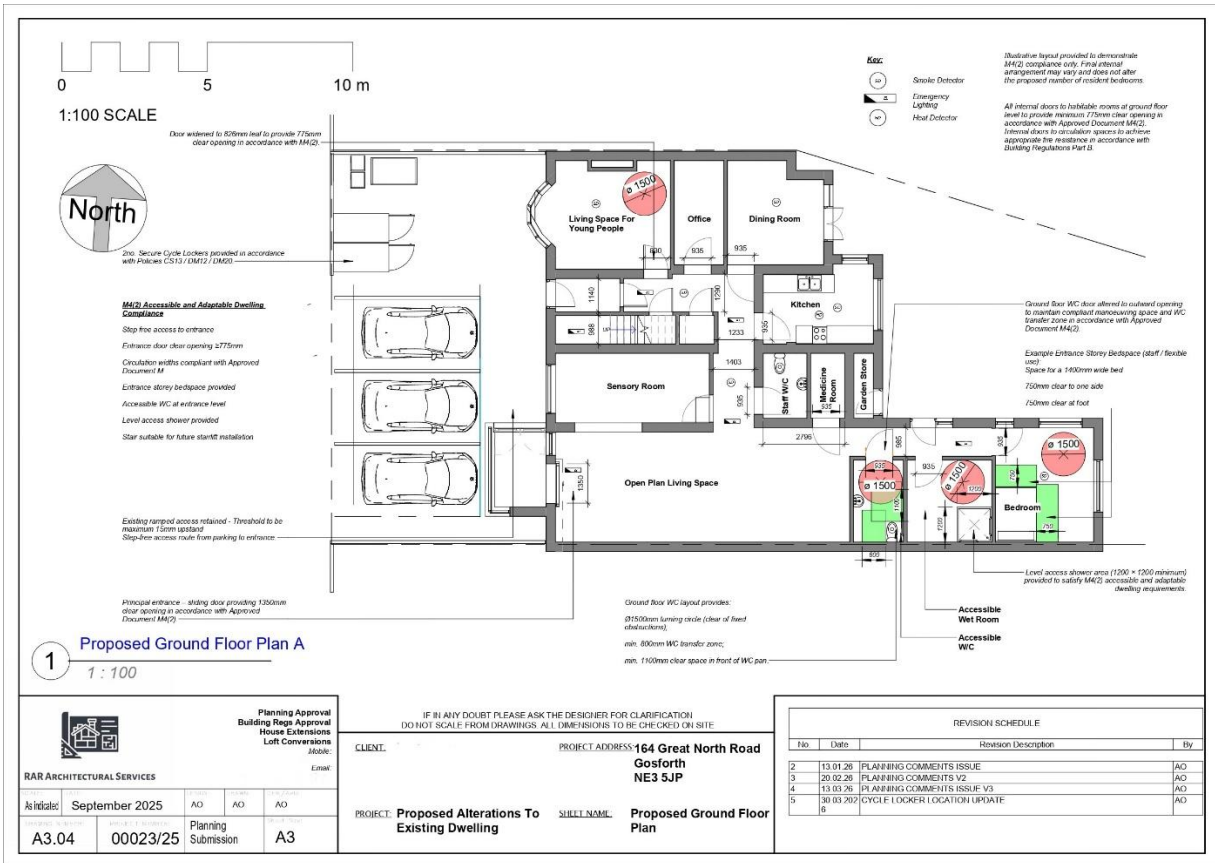 0 5 10 m
1:100 SCALE
North
Key:
Smoke Detector
Emergency
Lighting
Heat Detector
Illustrative layout provided to demonstrate
M4(2) compliance only. Final internal
arrangement may vary and does not alter
the proposed number of resident bedrooms.
All internal doors to habitable rooms at ground floor
level to provide minimum 775mm clear opening in
accordance with Approved Document M4(2).
Internal doors to circulation spaces to achieve
appropriate fire resistance in accordance with
Building Regulations Part B.
Door widened to 826mm leaf to provide 775mm
clear opening in accordance with M4(2).
2no. Secure Cycle Lockers provided in accordance
with Policies CS13 / DM12 / DM20.
M4(2) Accessible and Adaptable Dwelling
Compliance
Step free access to entrance
Entrance door clear opening ≥775mm
Circulation widths compliant with Approved
Document M
Entrance storey bedspace provided
Accessible WC at entrance level
Level access shower provided
Stair suitable for future stairlift installation
Existing ramped access retained - Threshold to be
maximum 15mm upstand
Step-free access route from parking to entrance
Principal entrance – sliding door providing 1350mm
clear opening in accordance with Approved
Document M4(2)
ø 1500
Living Space For
Young People
Office
Dining Room
935
935
1140
1290
988
1233
935
Kitchen
1403
935
Sensory Room
Staff W/C
Medicine
Room
935
Garden Store
2796
985
935
Open Plan Living Space
1350
935
ø 1500
1100
800
935
ø 1500
1200
1200
ø 1500
750
Bedroom
750
Ground floor WC door altered to outward opening
to maintain compliant manoeuvring space and WC
transfer zone in accordance with Approved
Document M4(2).
Example Entrance Storey Bedspace (staff / flexible
use):
Space for a 1400mm wide bed
750mm clear to one side
750mm clear at foot
Level access shower area (1200 × 1200 minimum)
provided to satisfy M4(2) accessible and adaptable
dwelling requirements.
Accessible
Wet Room
Accessible
W/C
Ground floor WC layout provides:
Ø1500mm turning circle (clear of fixed
obstructions),
min. 800mm WC transfer zone;
min. 1100mm clear space in front of WC pan.
1
Proposed Ground Floor Plan A
1 : 100
RAR ARCHITECTURAL SERVICES
Planning Approval
Building Regs Approval
House Extensions
Loft Conversions
Mobile:
Email:
As indicated
September 2025
AO
AO
AO
A3.04
00023/25
Planning
Submission
A3
IF IN ANY DOUBT PLEASE ASK THE DESIGNER FOR CLARIFICATION
DO NOT SCALE FROM DRAWINGS. ALL DIMENSIONS TO BE CHECKED ON SITE
CLIENT:
PROJECT ADDRESS: 164 Great North Road
Gosforth
NE3 5JP
PROJECT: Proposed Alterations To
Existing Dwelling
SHEET NAME: Proposed Ground Floor
Plan
REVISION SCHEDULE
No Date Revision Description By
2 13.01.26 PLANNING COMMENTS ISSUE AO
3 20.02.26 PLANNING COMMENTS V2 AO
4 13.03.26 PLANNING COMMENTS ISSUE V3 AO
5 30.03.202 CYCLE LOCKER LOCATION UPDATE AO
6